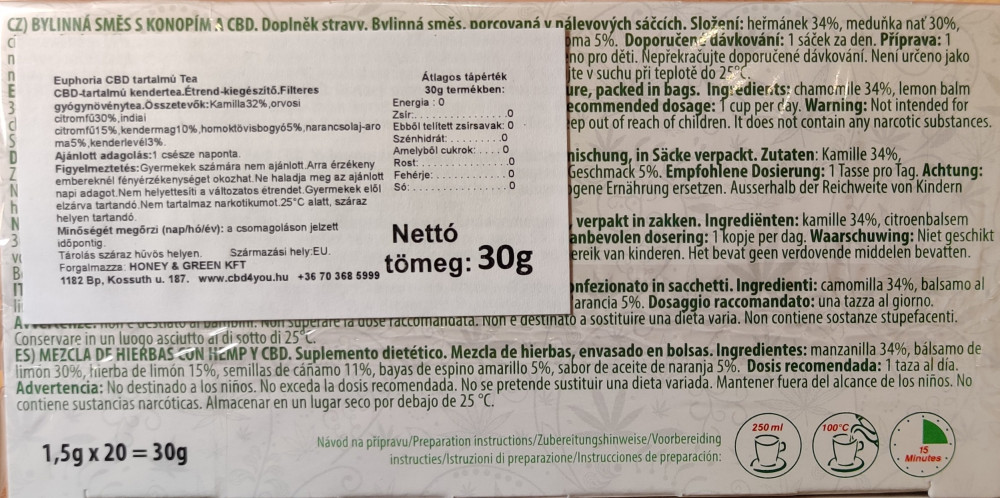 CZ) BYLINNÁ SMĚS S KONOPÍM A CBD. Doplněk stravy. Bylinná směs, porcovaná v nálevových sáčcích. Složení: heřmánek 34%, meduňka nať 30%,
5%. Doporučené dávkování: 1 sáček za den. Příprava: 1
pro děti. Nepřekračujte doporučené dávkování. Není určeno jako
v suchu při teplotě do 25°C.
packed in bags. Ingredients: chamomile 34%, lemon balm
recommended dosage: 1 cup per day. Warning: Not intended for
out of reach of children. It does not contain any narcotic substances.
in Säcke verpackt. Zutaten: Kamille 34%,
Geschmack 5%. Empfohlene Dosierung: 1 Tasse pro Tag. Achtung:
Ernährung ersetzen. Ausserhalb der Reichweite von Kindern
verpakt in zakken. Ingrediënten: kamille 34%, citroenbalsem
dosering: 1 kopje per dag. Waarschuwing: Niet geschikt
van kinderen. Het bevat geen verdovende middelen bevatten.
in sacchetti. Ingredienti: camomilla 34%, balsamo al
5%. Dosaggio raccomandato: una tazza al giorno.
Euphoria CBD tartalmú Tea
CBD-tartalmú kendertea.Étrend-kiegészítő.Filteres
gyógynövénytea.Összetevők:Kamilla32%,orvosi
citromfű30%,indiai
citromfű15%,kendermag10%,homoktövisbogyó5%,narancsolaj-aro
ma5%,kenderlevél3%.
Ajánlott adagolás:1 csésze naponta.
Figyelmeztetés:Gyermekek számára nem ajánlott.Arra érzékeny
embereknél fényérzékenységet okozhat.Ne haladja meg az ajánlott
napi adagot.Nem helyettesíti a változatos étrendet.Gyermekek elől
elzárva tartandó.Nem tartalmaz narkotikumot.25°C alatt, száraz
helyen tartandó.
Minőségét megőrzi (nap/hó/év): a csomagoláson jelzett
időpontig.
Tárolás száraz hűvös helyen. Származási hely:EU.
Forgalmazza: HONEY & GREEN KFT
1182 Bp, Kossuth u. 187. www.cbd4you.hu +36 70 368 5999
Átlagos tápérték
30g termékben:
Energia : 0
Zsír:..................0
Ebből telített zsírsavak: 0
Szénhidrát:..........0
Amelyből cukrok:.....0
Rost:.................0
Fehérje:..............0
Só:...................0
Nettó
tömeg: 30g
Non superare la dose raccomandata. Non è destinato a sostituire una dieta varia. Non contiene sostanze stupefacenti.
Conservare in un luogo asciutto al di sotto di 25°C.
ES) MEZCLA DE HIERBAS CON HEMP Y CBD. Suplemento dietético. Mezcla de hierbas, envasado en bolsas. Ingredientes: manzanilla 34%, bálsamo de
limón 30%, hierba de limón 15%, semillas de cáñamo 11%, bayas de espino amarillo 5%, sabor de aceite de naranja 5%. Dosis recomendada: 1 taza al día.
Advertencia: No destinado a los niños. No exceda la dosis recomendada. No se pretende sustituir una dieta variada. Mantener fuera del alcance de los niños. No
contiene sustancias narcóticas. Almacenar en un lugar seco por debajo de 25 °C.
1,5g x 20 = 30g
Návod na přípravu/Preparation instructions/Zubereitungshinweise/Voorbereiding
instructies/Istruzioni di preparazione/Instrucciones de preparación:
250 ml
100°C
15
Minutes